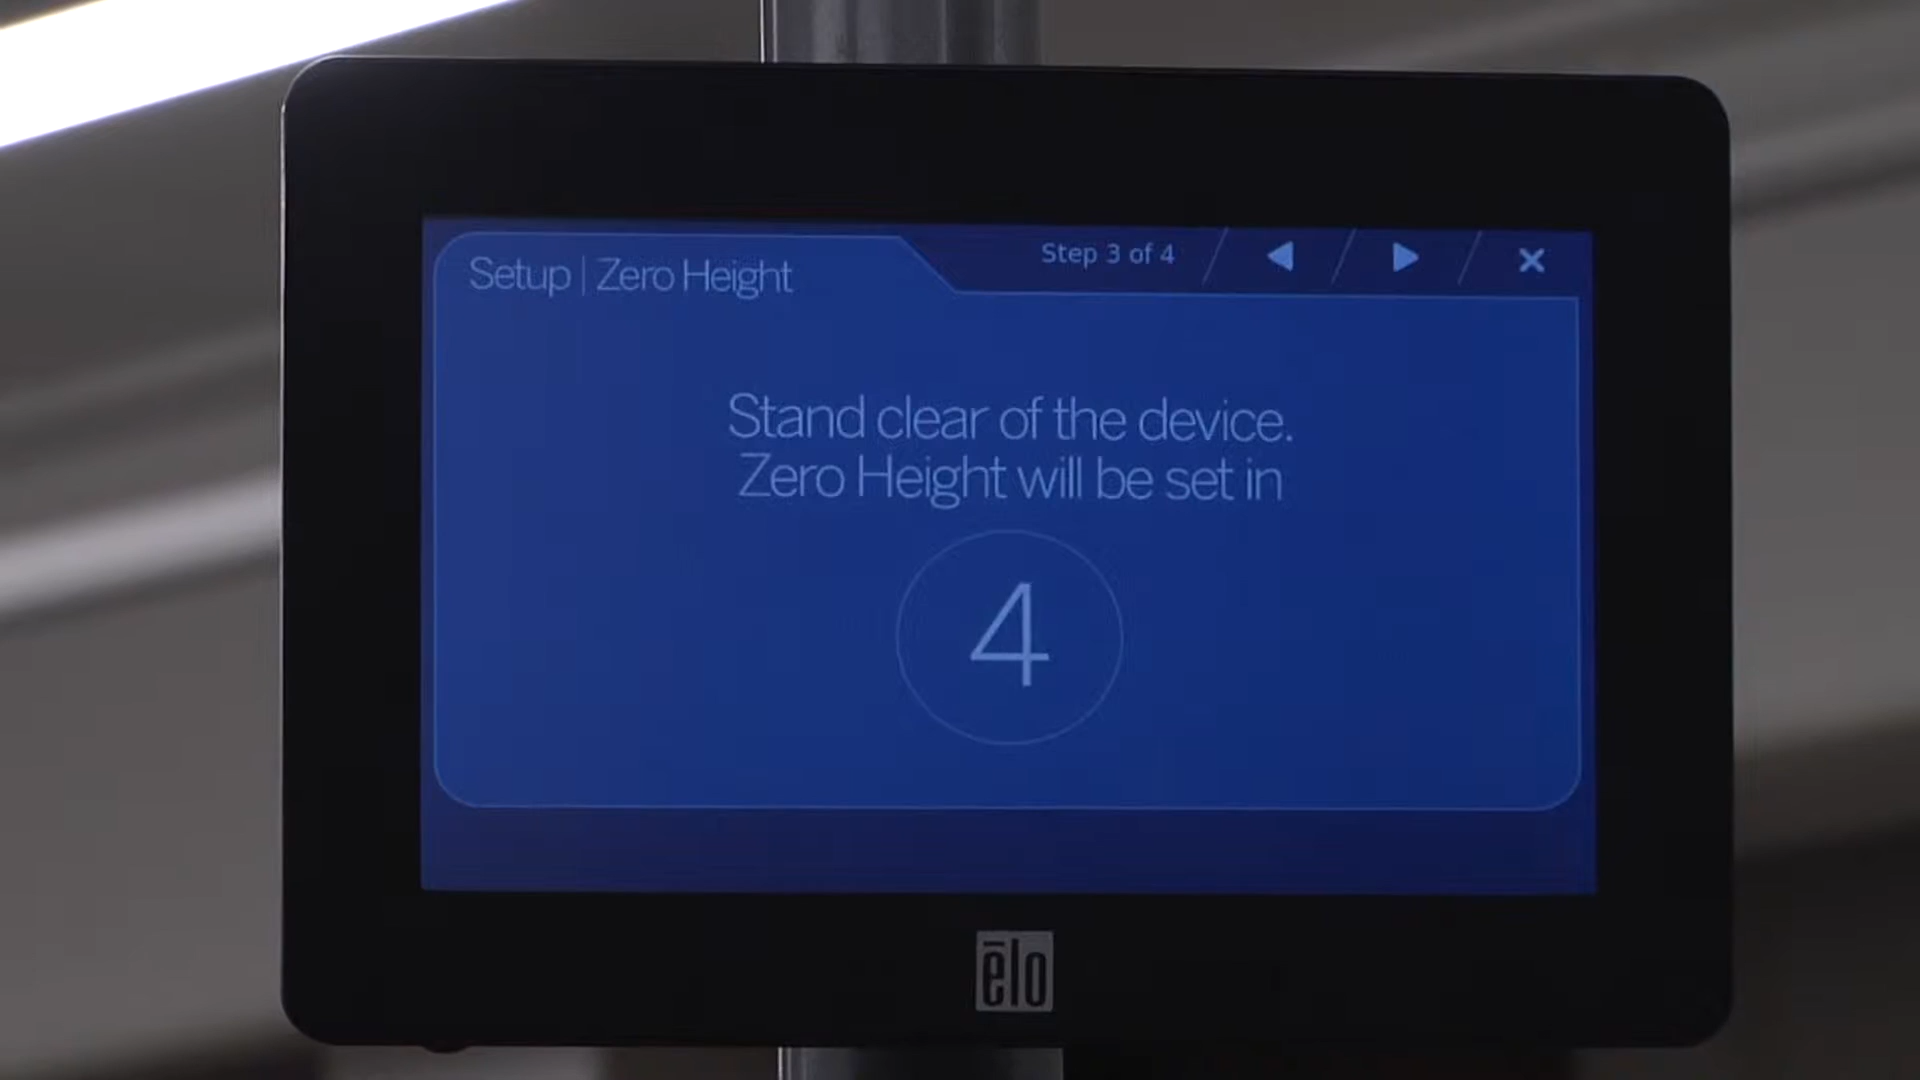 Setup | Zero Height
Step 3 of 4
Stand clear of the device.
Zero Height will be set in
4
ēlo